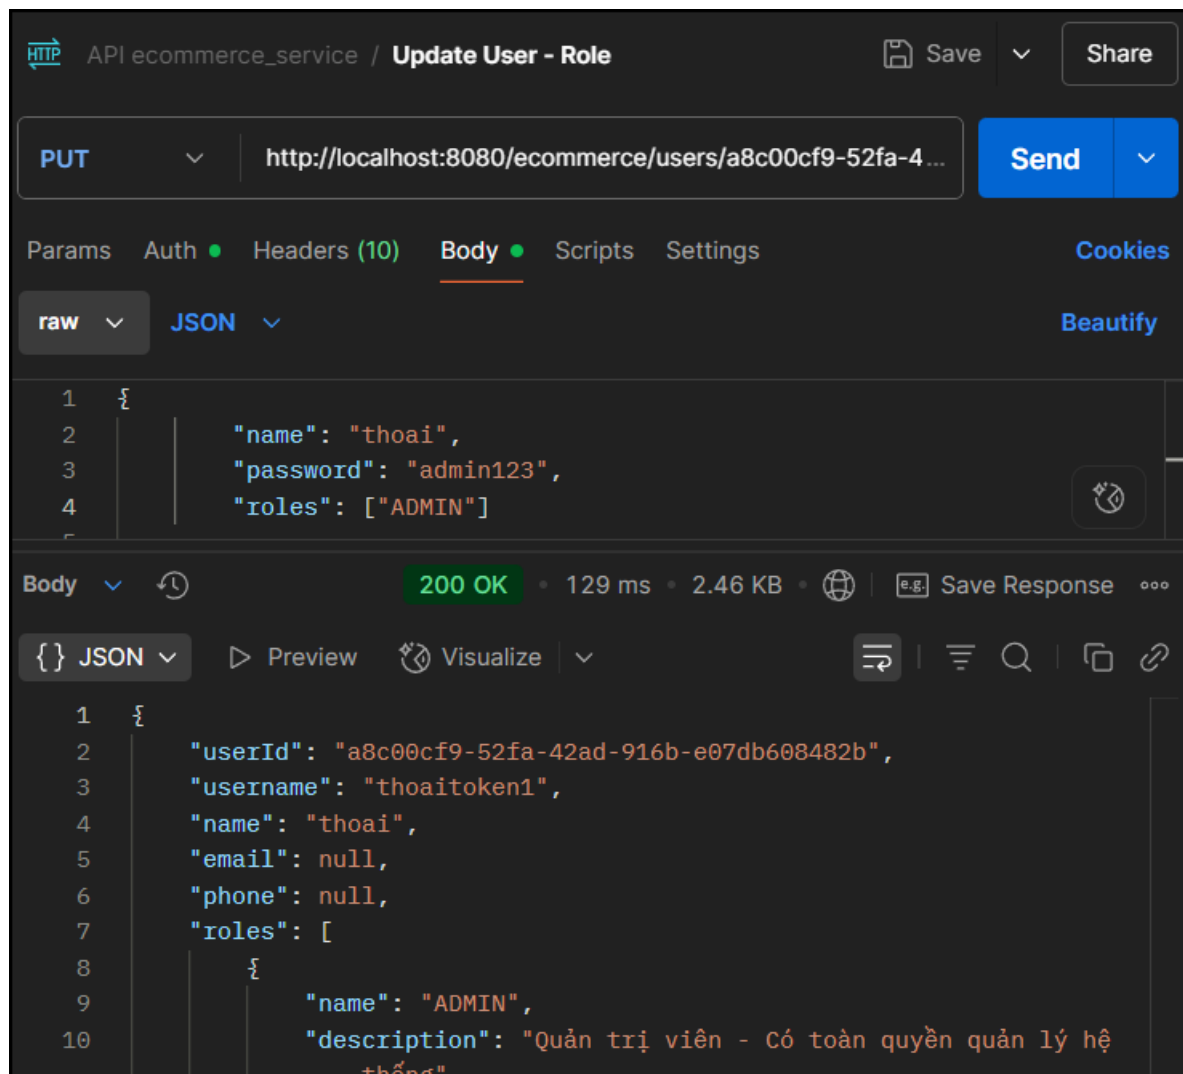 HTTP API ecommerce_service / Update User - Role Save Share
PUT http://localhost:8080/ecommerce/users/a8c00cf9-52fa-4... Send
Params Auth Headers (10) Body Scripts Settings Cookies
raw JSON Beautify
1 {
2 "name": "thoai",
3 "password": "admin123",
4 "roles": ["ADMIN"]
Body 200 OK • 129 ms • 2.46 KB • e.g. Save Response
{} JSON Preview Visualize
1 {
2 "userId": "a8c00cf9-52fa-42ad-916b-e07db608482b",
3 "username": "thoaitoken1",
4 "name": "thoai",
5 "email": null,
6 "phone": null,
7 "roles": [
8 {
9 "name": "ADMIN",
10 "description": "Quản trị viên - Có toàn quyền quản lý hệ
thống"